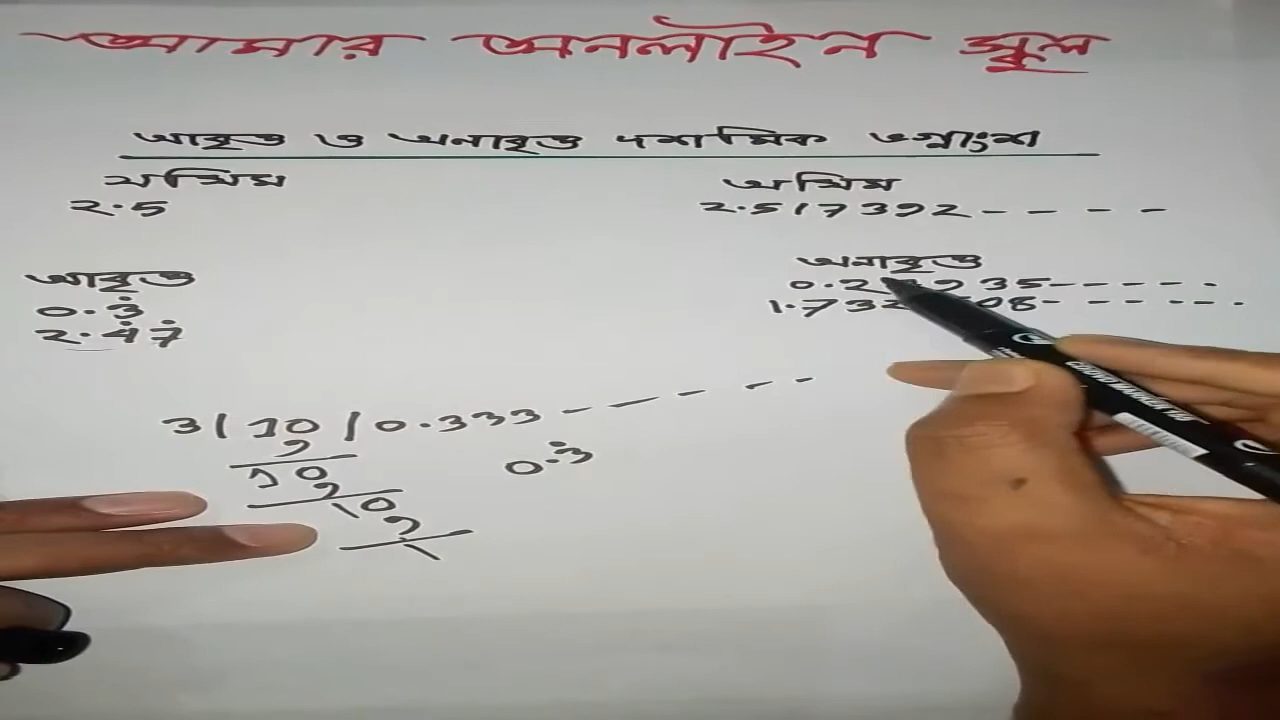 আমার অনলাইন স্কুল
আবৃত্ত ও অনাবৃত্ত দশমিক ভগ্নাংশ
সসিম
2.5
অসিম
2.517392- - - -
আবৃত্ত
0.3̇
2.4̇7̇
অনাবৃত্ত
3 ( 10 ( 0.333 - - - - -
9
10
9
10
9
1
0.3̇